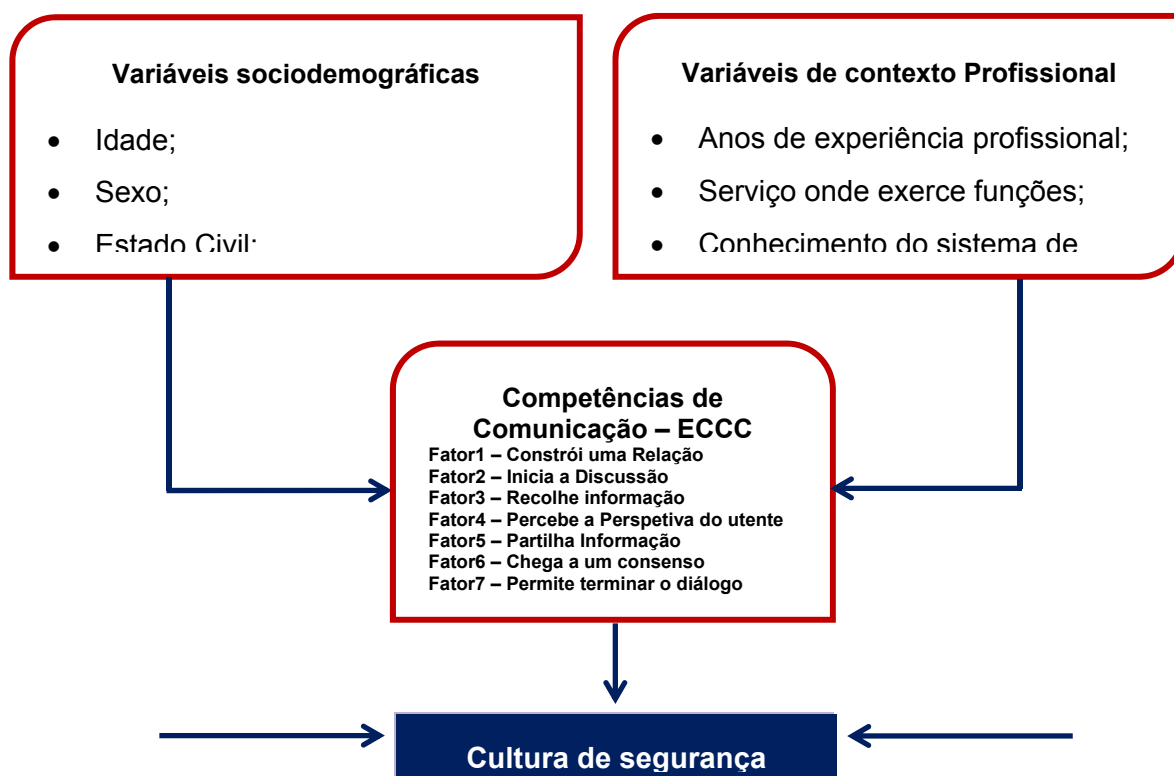 Variáveis sociodemográficas
• Idade;
• Sexo;
• Estado Civil;
Variáveis de contexto Profissional
• Anos de experiência profissional;
• Serviço onde exerce funções;
• Conhecimento do sistema de
Competências de
Comunicação – ECCC
Fator1 – Constrói uma Relação
Fator2 – Inicia a Discussão
Fator3 – Recolhe informação
Fator4 – Percebe a Perspetiva do utente
Fator5 – Partilha Informação
Fator6 – Chega a um consenso
Fator7 – Permite terminar o diálogo
Cultura de segurança